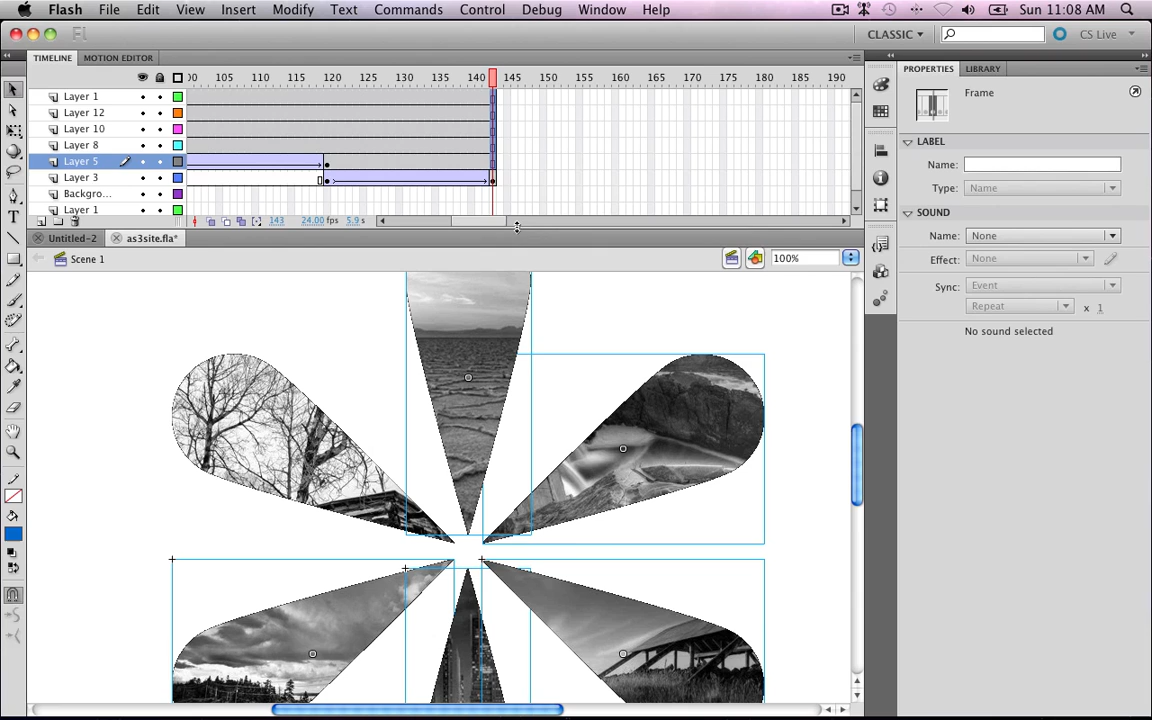 Flash File Edit View Insert Modify Text Commands Control Debug Window Help Sun 11:08 AM
Fl CLASSIC CS Live
TIMELINE MOTION EDITOR
00 105 110 115 120 125 130 135 140 145 150 155 160 165 170 175 180 185 190
Layer 1
Layer 12
Layer 10
Layer 8
Layer 5
Layer 3
Backgro...
Layer 1
143 24.00 fps 5.9 s
Untitled-2 as3site.fla*
Scene 1 100%
PROPERTIES LIBRARY
Frame
LABEL
Name:
Type: Name
SOUND
Name: None
Effect: None
Sync: Event
Repeat x 1
No sound selected